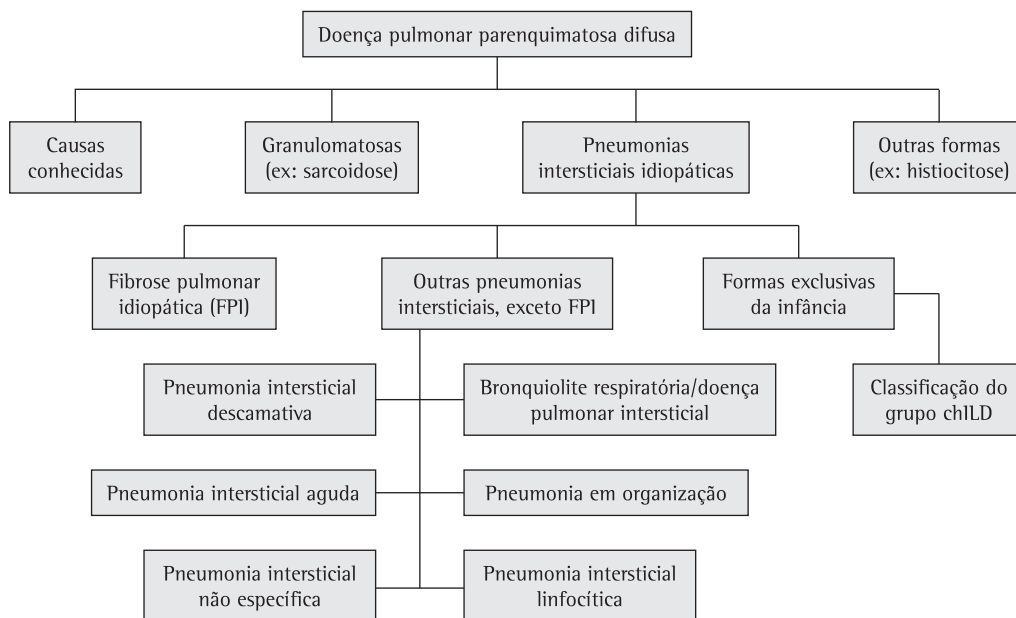 Doença pulmonar parenquimatosa difusa
Causas
conhecidas
Granulomatosas
(ex: sarcoidose)
Pneumonias
intersticiais idiopáticas
Outras formas
(ex: histiocitose)
Fibrose pulmonar
idiopática (FPI)
Outras pneumonias
intersticiais, exceto FPI
Formas exclusivas
da infância
Pneumonia intersticial
descamativa
Bronquiolite respiratória/doença
pulmonar intersticial
Classificação do
grupo chILD
Pneumonia intersticial aguda
Pneumonia em organização
Pneumonia intersticial
não específica
Pneumonia intersticial
linfocítica